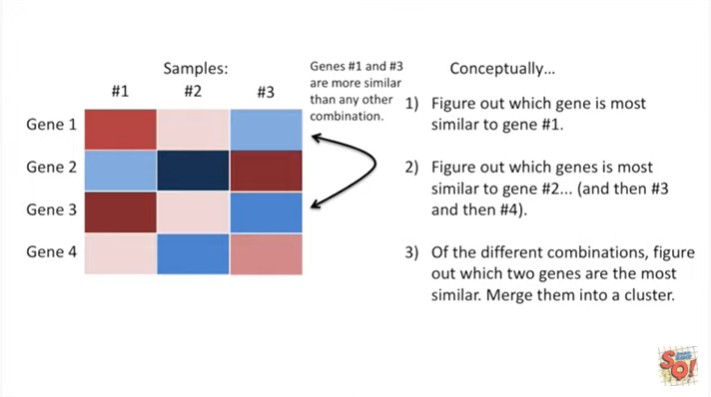 Samples:
#1 #2 #3
Gene 1
Gene 2
Gene 3
Gene 4
Genes #1 and #3
are more similar
than any other
combination.
Conceptually…
1) Figure out which gene is most
similar to gene #1.
2) Figure out which genes is most
similar to gene #2... (and then #3
and then #4).
3) Of the different combinations, figure
out which two genes are the most
similar. Merge them into a cluster.
SQ!